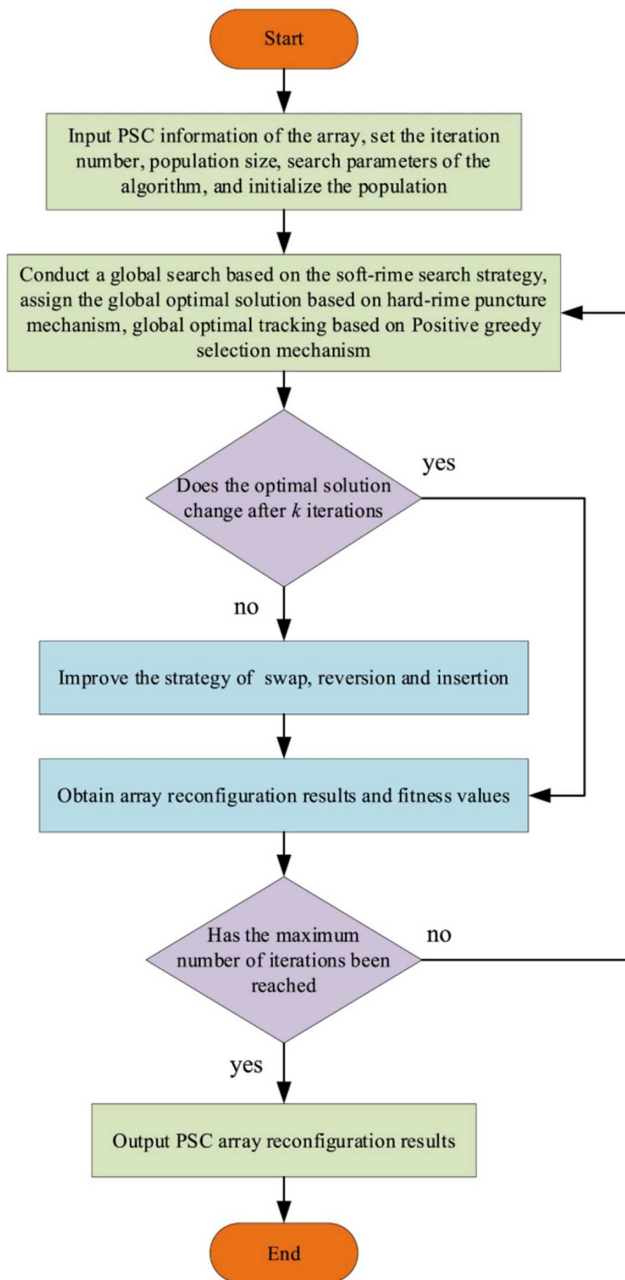 Start
Input PSC information of the array, set the iteration
number, population size, search parameters of the
algorithm, and initialize the population
Conduct a global search based on the soft-rime search strategy,
assign the global optimal solution based on hard-rime puncture
mechanism, global optimal tracking based on Positive greedy
selection mechanism
Does the optimal solution
change after k iterations
yes
no
Improve the strategy of swap, reversion and insertion
Obtain array reconfiguration results and fitness values
Has the maximum
number of iterations been
reached
no
yes
Output PSC array reconfiguration results
End